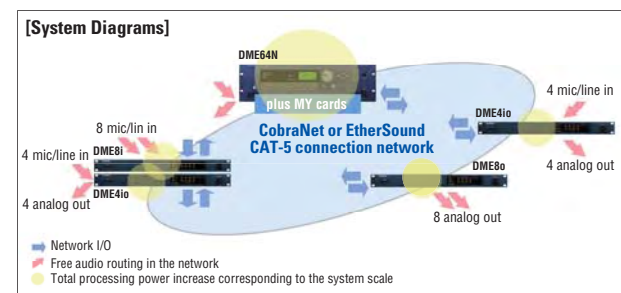 [System Diagrams]
DME64N
plus MY cards
4 mic/line in
DME4io
8 mic/lin in
CobraNet or EtherSound
CAT-5 connection network
4 mic/line in
DME8i
DME4io
4 analog out
DME8o
4 analog out
8 analog out
Network I/O
Free audio routing in the network
Total processing power increase corresponding to the system scale